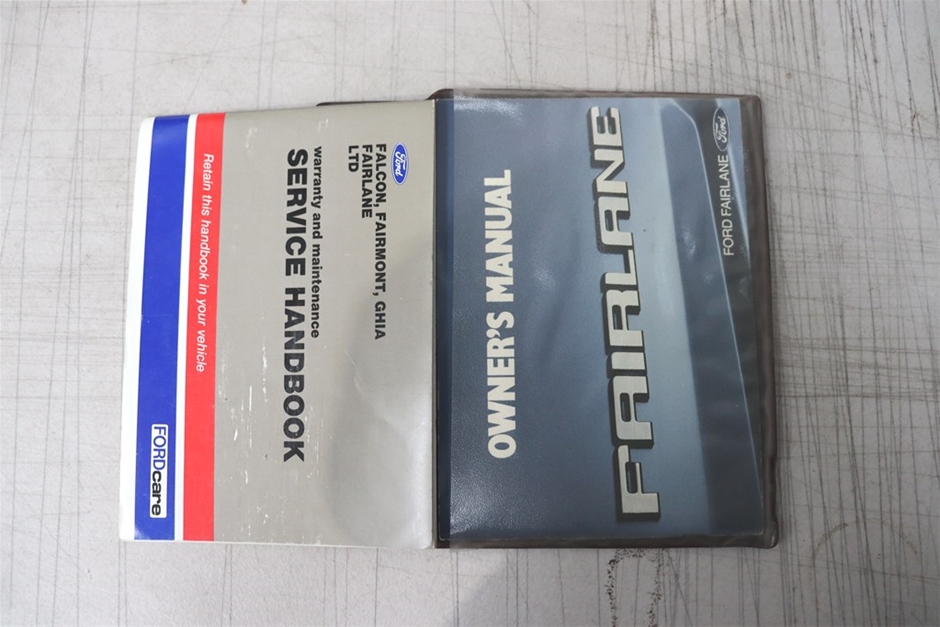 Ford
FALCON, FAIRMONT, GHIA
FAIRLANE
LTD
warranty and maintenance
SERVICE HANDBOOK
Retain this handbook in your vehicle
FORDcare
OWNER'S MANUAL
FAIRLANE
FORD FAIRLANE
Ford